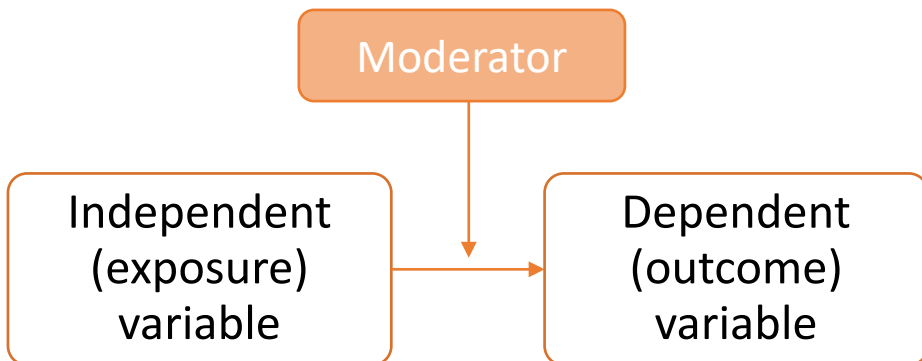 Moderator
Independent
(exposure)
variable
Dependent
(outcome)
variable